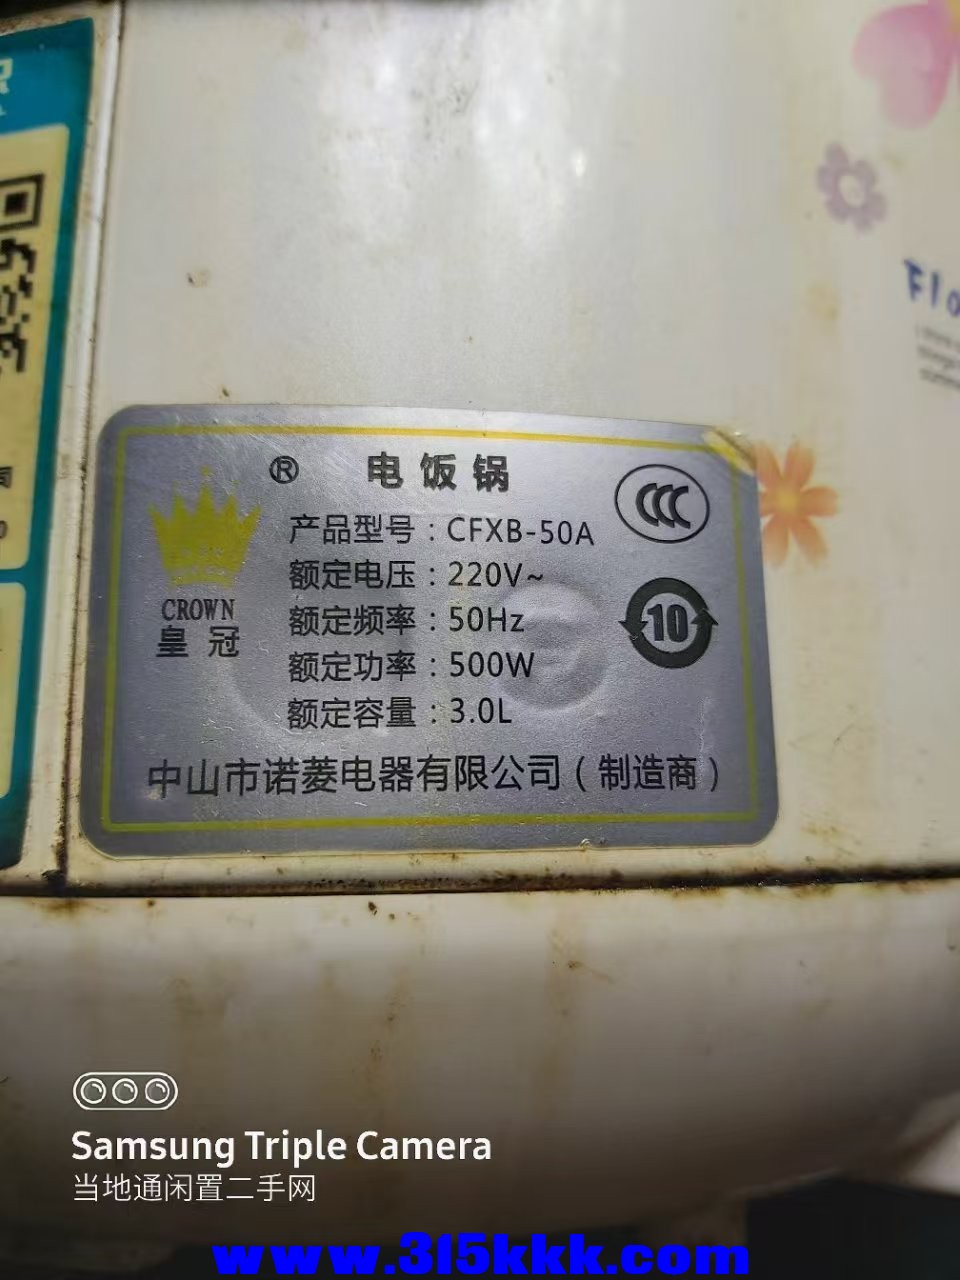 ® 电饭锅
产品型号：CFXB-50A
额定电压：220V~
额定频率：50Hz
额定功率：500W
额定容量：3.0L
CROWN
皇冠
CCC
10
中山市诺菱电器有限公司（制造商）
Flo
Samsung Triple Camera
当地通闲置二手网
www.315kkk.com